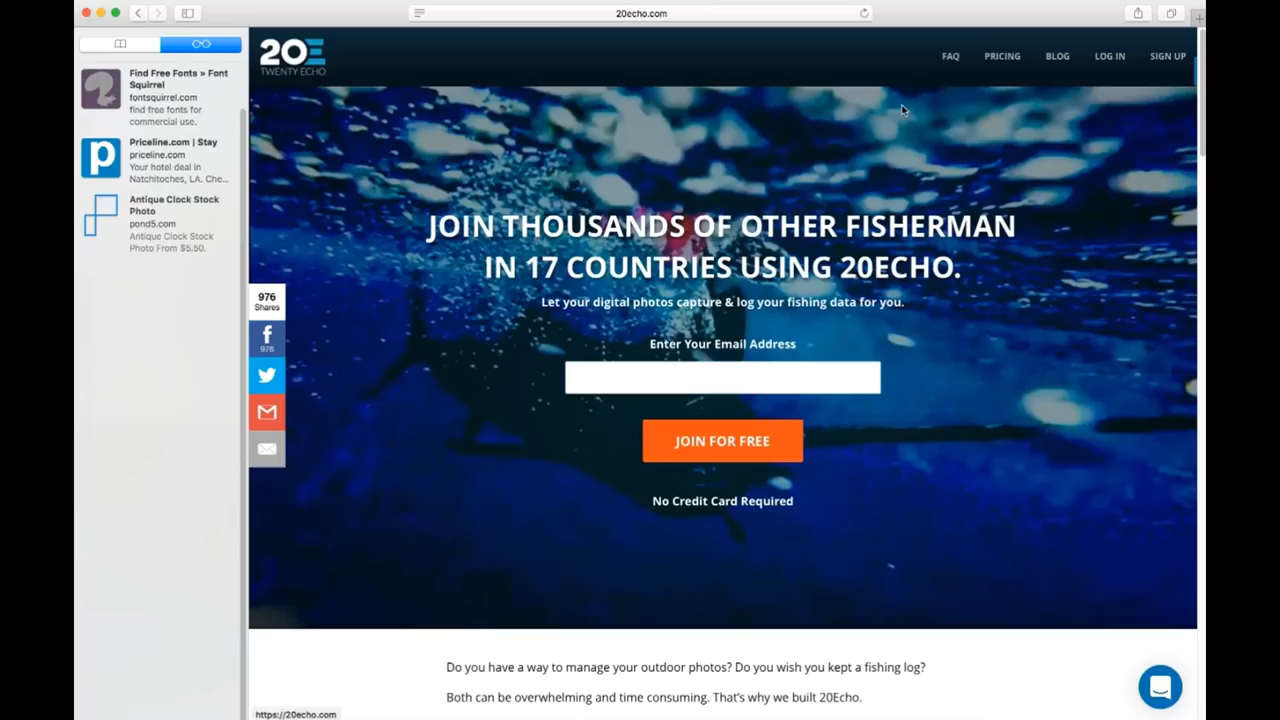 20echo.com
Find Free Fonts » Font
Squirrel
fontsquirrel.com
find free fonts for
commercial use.
Priceline.com | Stay
priceline.com
Your hotel deal in
Natchitoches, LA. Che...
Antique Clock Stock
Photo
pond5.com
Antique Clock Stock
Photo From $5.50.
20E
TWENTY ECHO
FAQ PRICING BLOG LOG IN SIGN UP
JOIN THOUSANDS OF OTHER FISHERMAN
IN 17 COUNTRIES USING 20ECHO.
Let your digital photos capture & log your fishing data for you.
Enter Your Email Address
JOIN FOR FREE
No Credit Card Required
976
Shares
976
Do you have a way to manage your outdoor photos? Do you wish you kept a fishing log?
Both can be overwhelming and time consuming. That's why we built 20Echo.
https://20echo.com